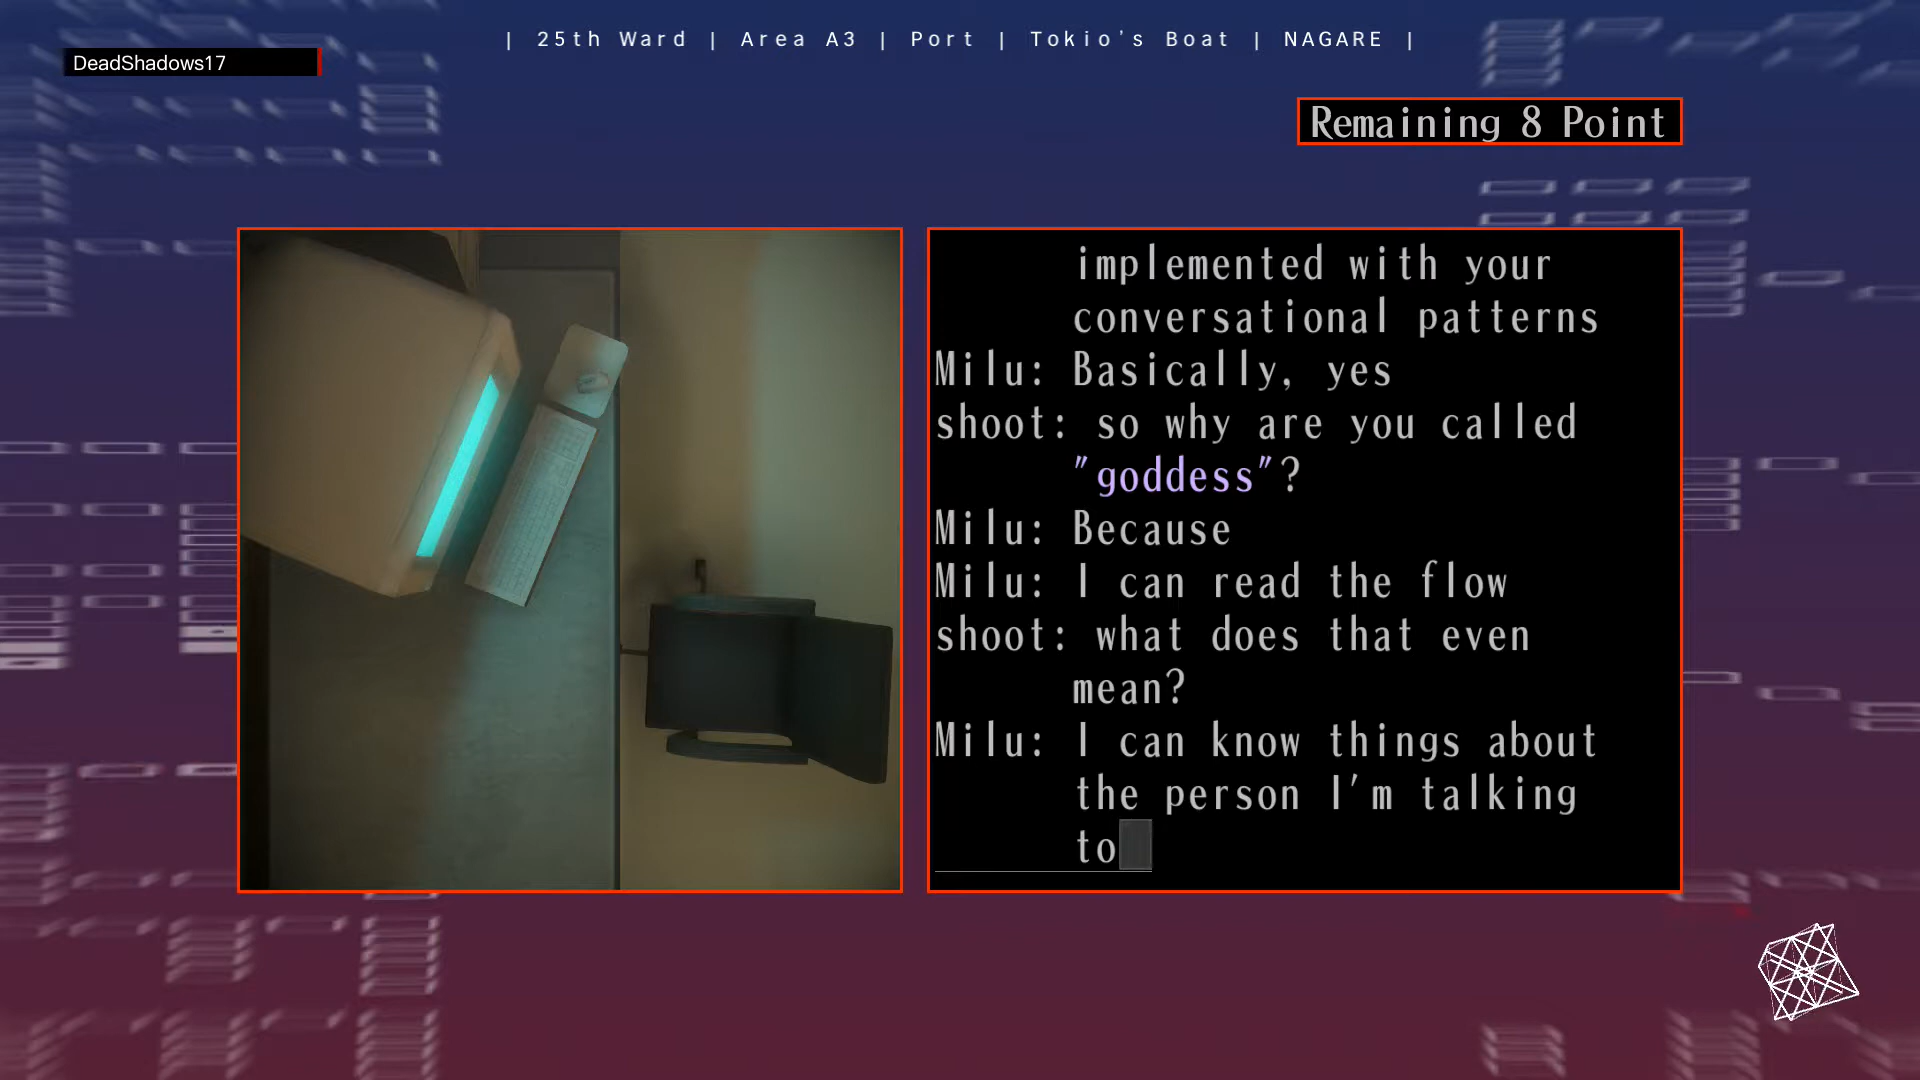 | 25th Ward | Area A3 | Port | Tokio's Boat | NAGARE |
DeadShadows17
Remaining 8 Point
implemented with your
conversational patterns
Milu: Basically, yes
shoot: so why are you called
"goddess"?
Milu: Because
Milu: I can read the flow
shoot: what does that even
mean?
Milu: I can know things about
the person I'm talking
to